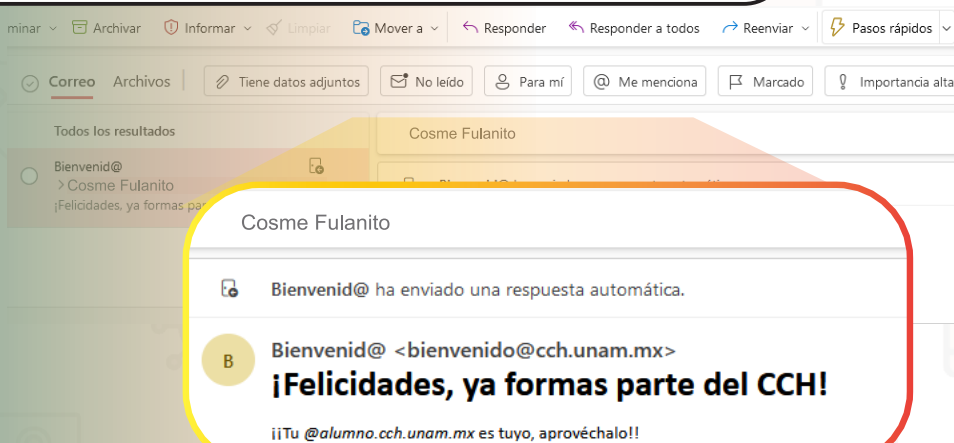 minar Archivar Informar Limpiar Mover a Responder Responder a todos Reenviar Pasos rápidos
Correo Archivos Tiene datos adjuntos No leído Para mí Me menciona Marcado Importancia alta
Todos los resultados
Cosme Fulanito
Bienvenid@
Cosme Fulanito
¡Felicidades, ya formas par
Cosme Fulanito
Bienvenid@ ha enviado una respuesta automática.
B
Bienvenid@ <bienvenido@cch.unam.mx>
¡Felicidades, ya formas parte del CCH!
¡¡Tu @alumno.cch.unam.mx es tuyo, aprovéchalo!!